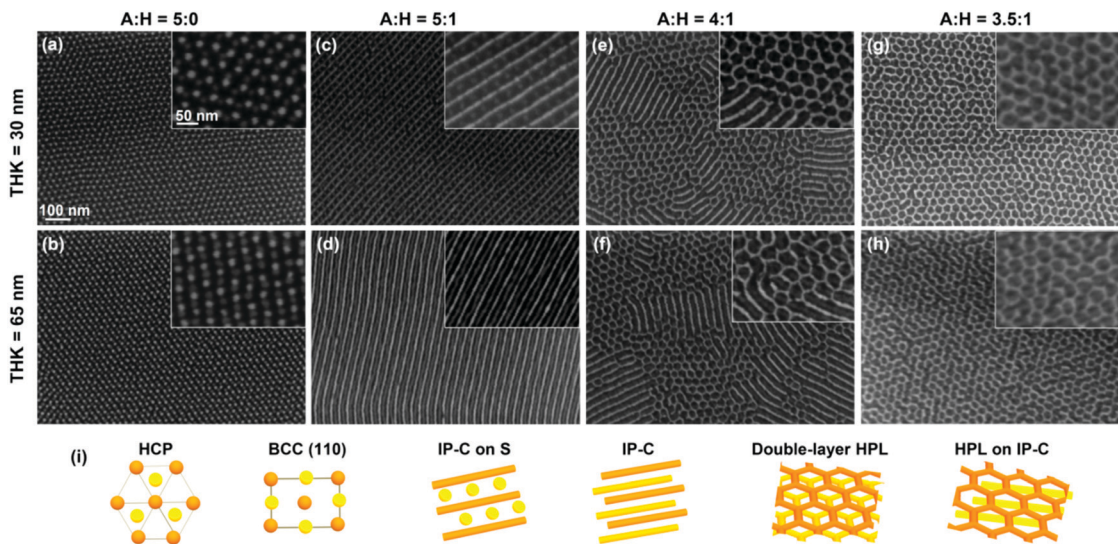 A:H = 5:0 A:H = 5:1 A:H = 4:1 A:H = 3.5:1
THK = 30 nm
(a) (c) (e) (g)
50 nm
100 nm
THK = 65 nm
(b) (d) (f) (h)
(i) HCP BCC (110) IP-C on S IP-C Double-layer HPL HPL on IP-C